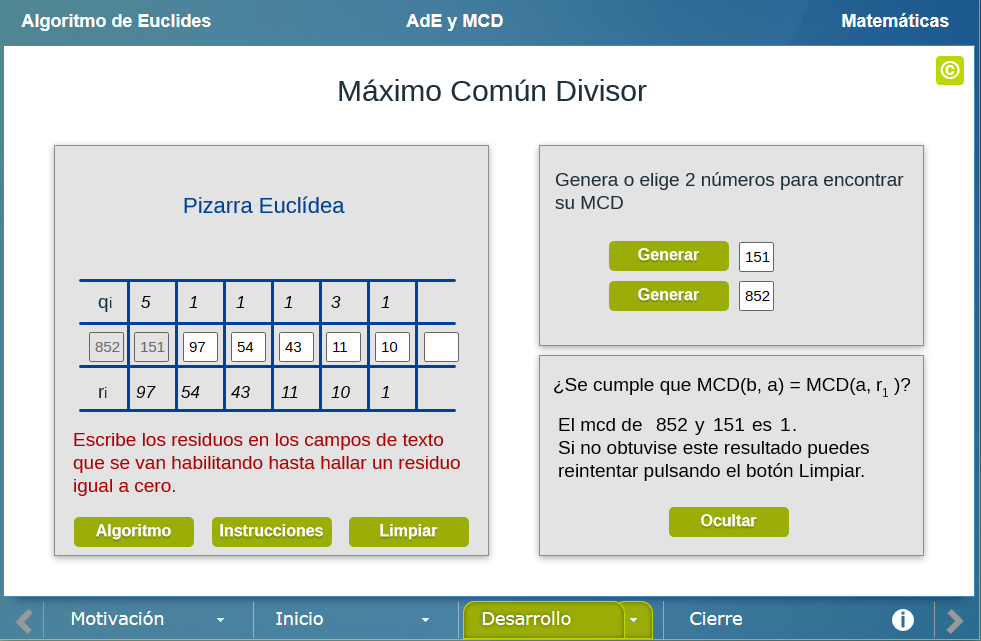 Algoritmo de Euclides AdE y MCD Matemáticas
©
Máximo Común Divisor
Pizarra Euclídea
qi 5 1 1 1 3 1
852 151 97 54 43 11 10
ri 97 54 43 11 10 1
Escribe los residuos en los campos de texto
que se van habilitando hasta hallar un residuo
igual a cero.
Algoritmo Instrucciones Limpiar
Genera o elige 2 números para encontrar
su MCD
Generar 151
Generar 852
¿Se cumple que MCD(b, a) = MCD(a, r1 )?
El mcd de 852 y 151 es 1.
Si no obtuvise este resultado puedes
reintentar pulsando el botón Limpiar.
Ocultar
Motivación Inicio Desarrollo Cierre i